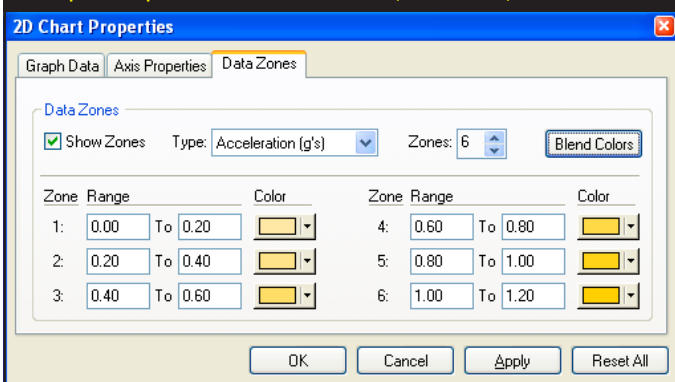 2D Chart Properties
Graph Data Axis Properties Data Zones
Data Zones
Show Zones Type: Acceleration (g's) Zones: 6 Blend Colors
Zone Range Color Zone Range Color
1: 0.00 To 0.20 4: 0.60 To 0.80
2: 0.20 To 0.40 5: 0.80 To 1.00
3: 0.40 To 0.60 6: 1.00 To 1.20
OK Cancel Apply Reset All